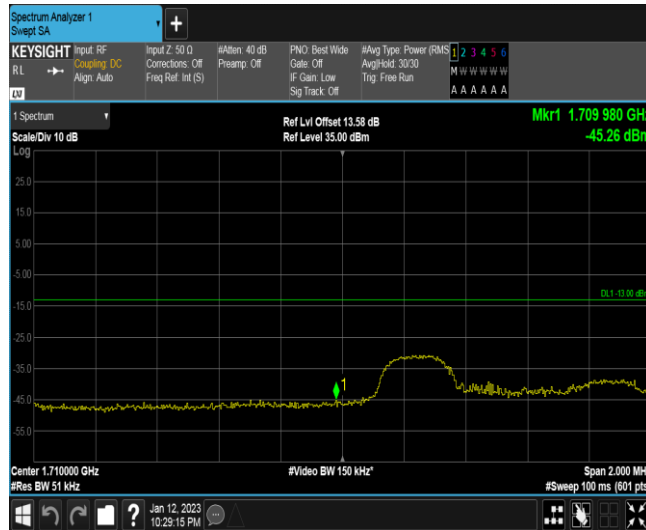 Spectrum Analyzer 1
Swept SA
+
KEYSIGHT
RL
LXI
Input: RF
Coupling: DC
Align: Auto
Input Z: 50 Ω
Corrections: Off
Freq Ref: Int (S)
#Atten: 40 dB
Preamp: Off
PNO: Best Wide
Gate: Off
IF Gain: Low
Sig Track: Off
#Avg Type: Power (RMS
Avg|Hold: 30/30
Trig: Free Run
1 2 3 4 5 6
M W W W W W
A A A A A A
1 Spectrum
Scale/Div 10 dB
Ref Lvl Offset 13.58 dB
Ref Level 35.00 dBm
Mkr1 1.709 980 GHz
-45.26 dBm
Log
25.0
15.0
5.00
-5.00
DL1 -13.00 dBm
-15.0
-25.0
-35.0
1
-45.0
-55.0
Center 1.710000 GHz
#Video BW 150 kHz*
Span 2.000 MH
#Res BW 51 kHz
#Sweep 100 ms (601 pts
?
Jan 12, 2023
10:29:15 PM